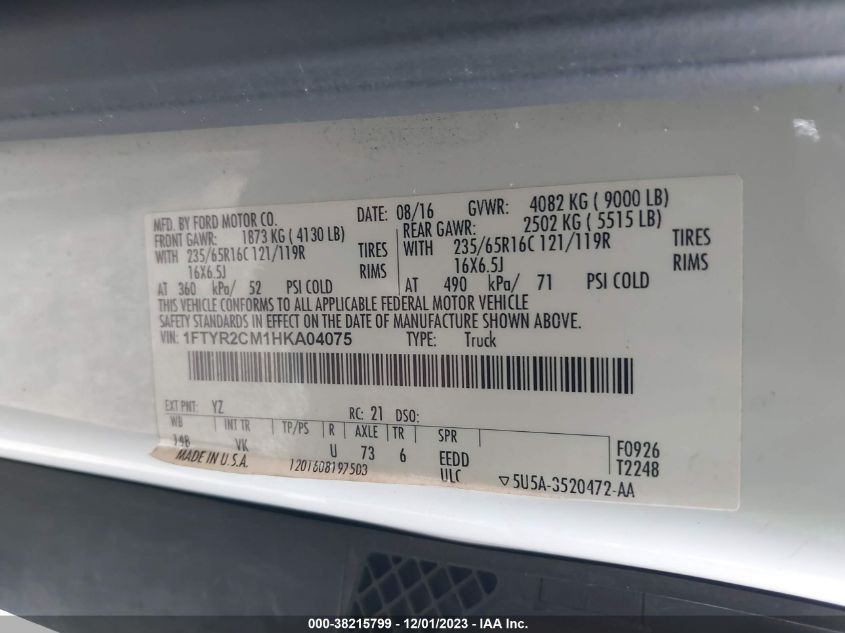 MFD. BY FORD MOTOR CO. DATE: 08/16 GVWR: 4082 KG ( 9000 LB)
FRONT GAWR: 1873 KG ( 4130 LB) REAR GAWR: 2502 KG ( 5515 LB)
WITH 235/65R16C 121/119R TIRES WITH 235/65R16C 121/119R TIRES
16X6.5J RIMS 16X6.5J RIMS
AT 360 kPa/ 52 PSI COLD AT 490 kPa/ 71 PSI COLD
THIS VEHICLE CONFORMS TO ALL APPLICABLE FEDERAL MOTOR VEHICLE
SAFETY STANDARDS IN EFFECT ON THE DATE OF MANUFACTURE SHOWN ABOVE.
VIN: 1FTYR2CM1HKA04075 TYPE: Truck
EXT PNT: YZ RC: 21 DSO:
WB INT TR TP/PS R AXLE TR SPR
148 VK U 73 6 EEDD F0926
MADE IN U.S.A. 1201608197503 ULC T2248
5U5A-3520472-AA
000-38215799 - 12/01/2023 - IAA Inc.